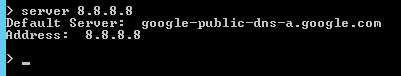 > server 8.8.8.8
Default Server:  google-public-dns-a.google.com
Address:  8.8.8.8
> _